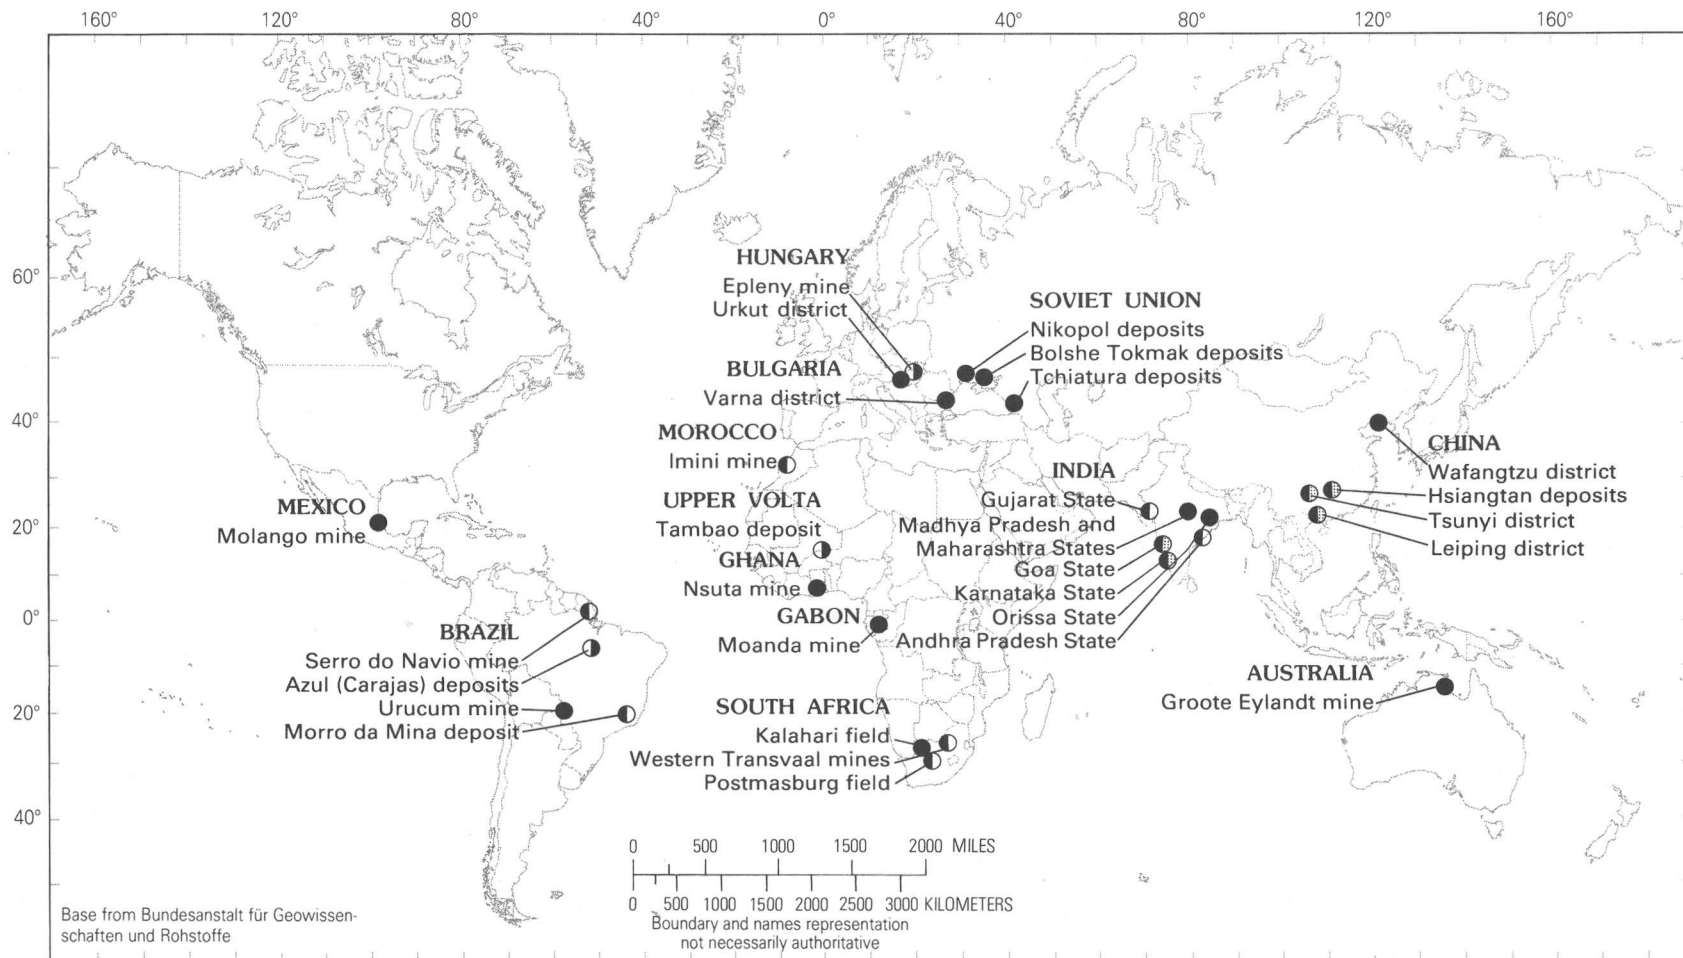 160° 120° 80° 40° 0° 40° 80° 120° 160°
60°
40°
20°
0°
20°
40°
HUNGARY
Epleny mine
Urkut district
SOVIET UNION
Nikopol deposits
Bolshe Tokmak deposits
Tchiatura deposits
BULGARIA
Varna district
MOROCCO
Imini mine
CHINA
Wafangtzu district
Hsiangtan deposits
Tsunyi district
Leiping district
INDIA
Gujarat State
Madhya Pradesh and
Maharashtra States
Goa State
Karnataka State
Orissa State
Andhra Pradesh State
MEXICO
Molango mine
UPPER VOLTA
Tambao deposit
GHANA
Nsuta mine
GABON
Moanda mine
BRAZIL
Serro do Navio mine
Azul (Carajas) deposits
Urucum mine
Morro da Mina deposit
AUSTRALIA
Groote Eylandt mine
SOUTH AFRICA
Kalahari field
Western Transvaal mines
Postmasburg field
0 500 1000 1500 2000 MILES
0 500 1000 1500 2000 2500 3000 KILOMETERS
Boundary and names representation
not necessarily authoritative
Base from Bundesanstalt für Geowissen-
schaften und Rohstoffe